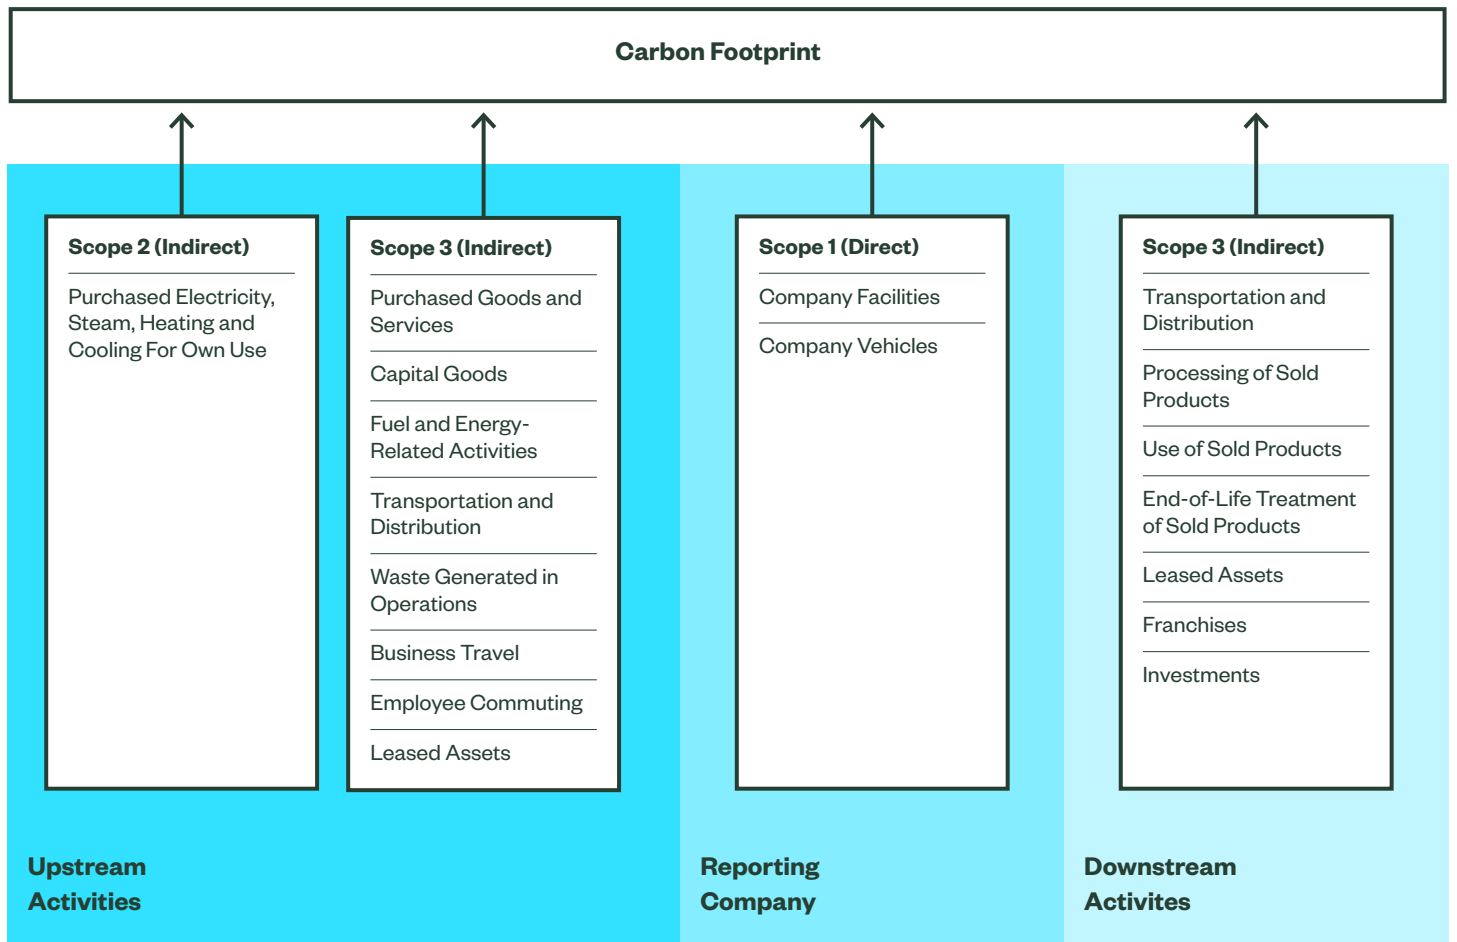 Carbon Footprint
Scope 2 (Indirect)
Purchased Electricity,
Steam, Heating and
Cooling For Own Use
Scope 3 (Indirect)
Purchased Goods and
Services
Capital Goods
Fuel and Energy-
Related Activities
Transportation and
Distribution
Waste Generated in
Operations
Business Travel
Employee Commuting
Leased Assets
Upstream
Activities
Scope 1 (Direct)
Company Facilities
Company Vehicles
Reporting
Company
Scope 3 (Indirect)
Transportation and
Distribution
Processing of Sold
Products
Use of Sold Products
End-of-Life Treatment
of Sold Products
Leased Assets
Franchises
Investments
Downstream
Activites